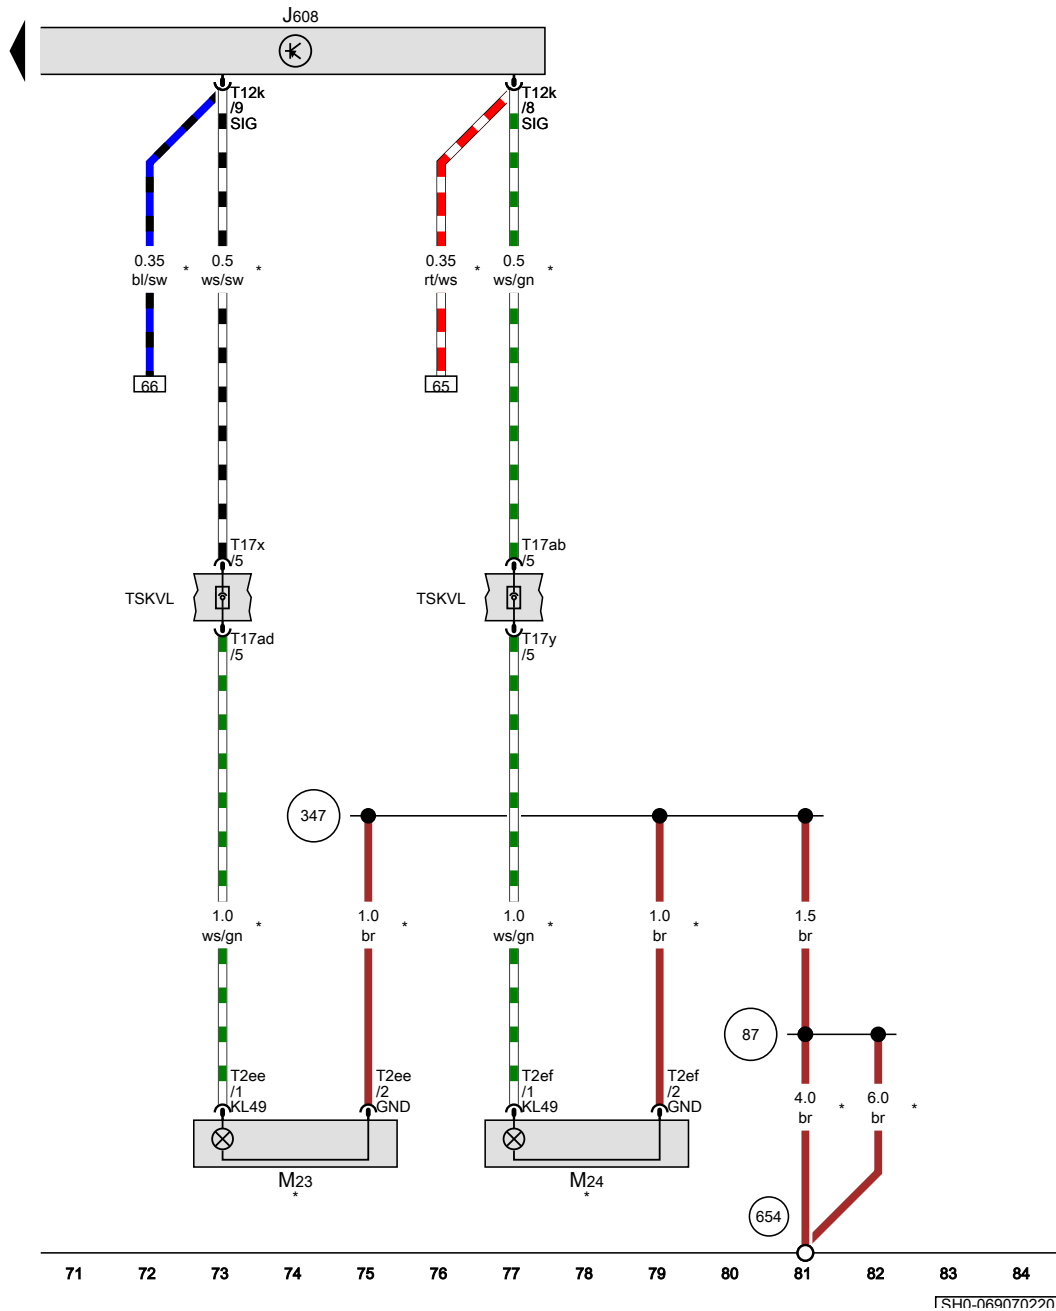 J608
T12k
/9
SIG
T12k
/8
SIG
0.35
bl/sw
*
0.5
ws/sw
*
0.35
rt/ws
*
0.5
ws/gn
*
66
65
T17x
/5
T17ab
/5
TSKVL
TSKVL
T17ad
/5
T17y
/5
347
1.0
ws/gn
*
1.0
br
*
1.0
ws/gn
*
1.0
br
*
1.5
br
87
T2ee
/1
KL49
T2ee
/2
GND
T2ef
/1
KL49
T2ef
/2
GND
4.0
br
*
6.0
br
*
M23
*
M24
*
654
71 72 73 74 75 76 77 78 79 80 81 82 83 84
SH0-069070220